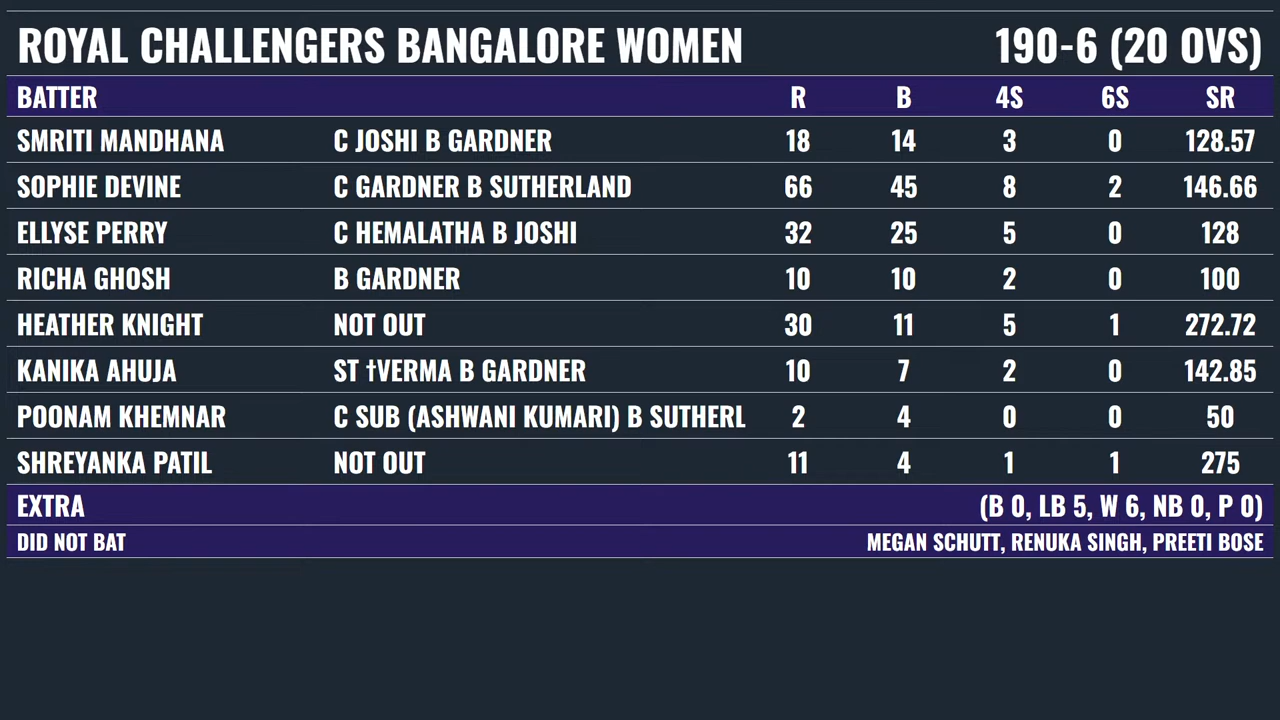 ROYAL CHALLENGERS BANGALORE WOMEN 190-6 (20 OVS)
BATTER R B 4S 6S SR
SMRITI MANDHANA C JOSHI B GARDNER 18 14 3 0 128.57
SOPHIE DEVINE C GARDNER B SUTHERLAND 66 45 8 2 146.66
ELLYSE PERRY C HEMALATHA B JOSHI 32 25 5 0 128
RICHA GHOSH B GARDNER 10 10 2 0 100
HEATHER KNIGHT NOT OUT 30 11 5 1 272.72
KANIKA AHUJA ST †VERMA B GARDNER 10 7 2 0 142.85
POONAM KHEMNAR C SUB (ASHWANI KUMARI) B SUTHERL 2 4 0 0 50
SHREYANKA PATIL NOT OUT 11 4 1 1 275
EXTRA (B 0, LB 5, W 6, NB 0, P 0)
DID NOT BAT MEGAN SCHUTT, RENUKA SINGH, PREETI BOSE